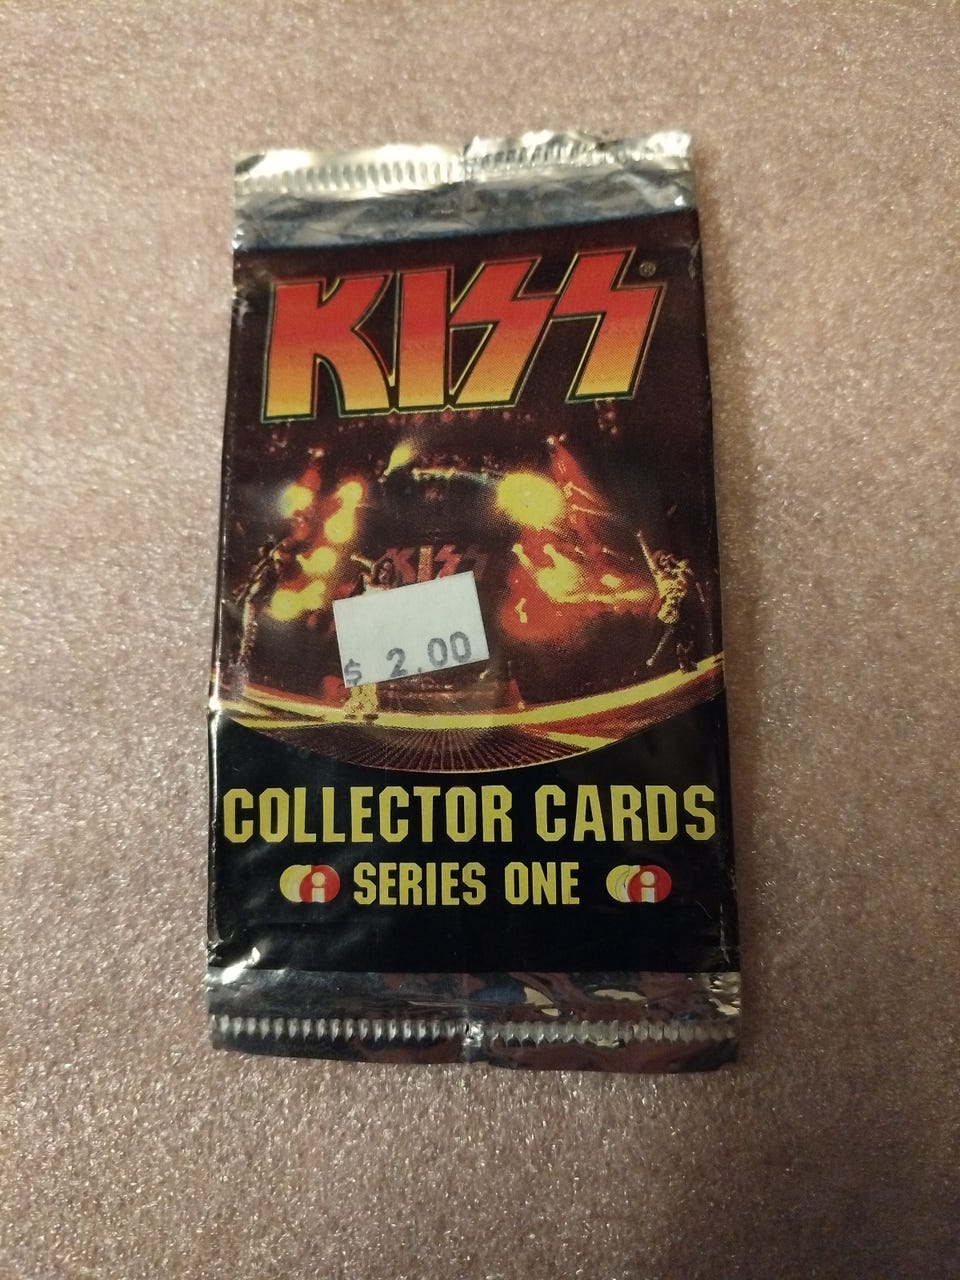 KISS®
KISS
$ 2.00
COLLECTOR CARDS
i SERIES ONE i